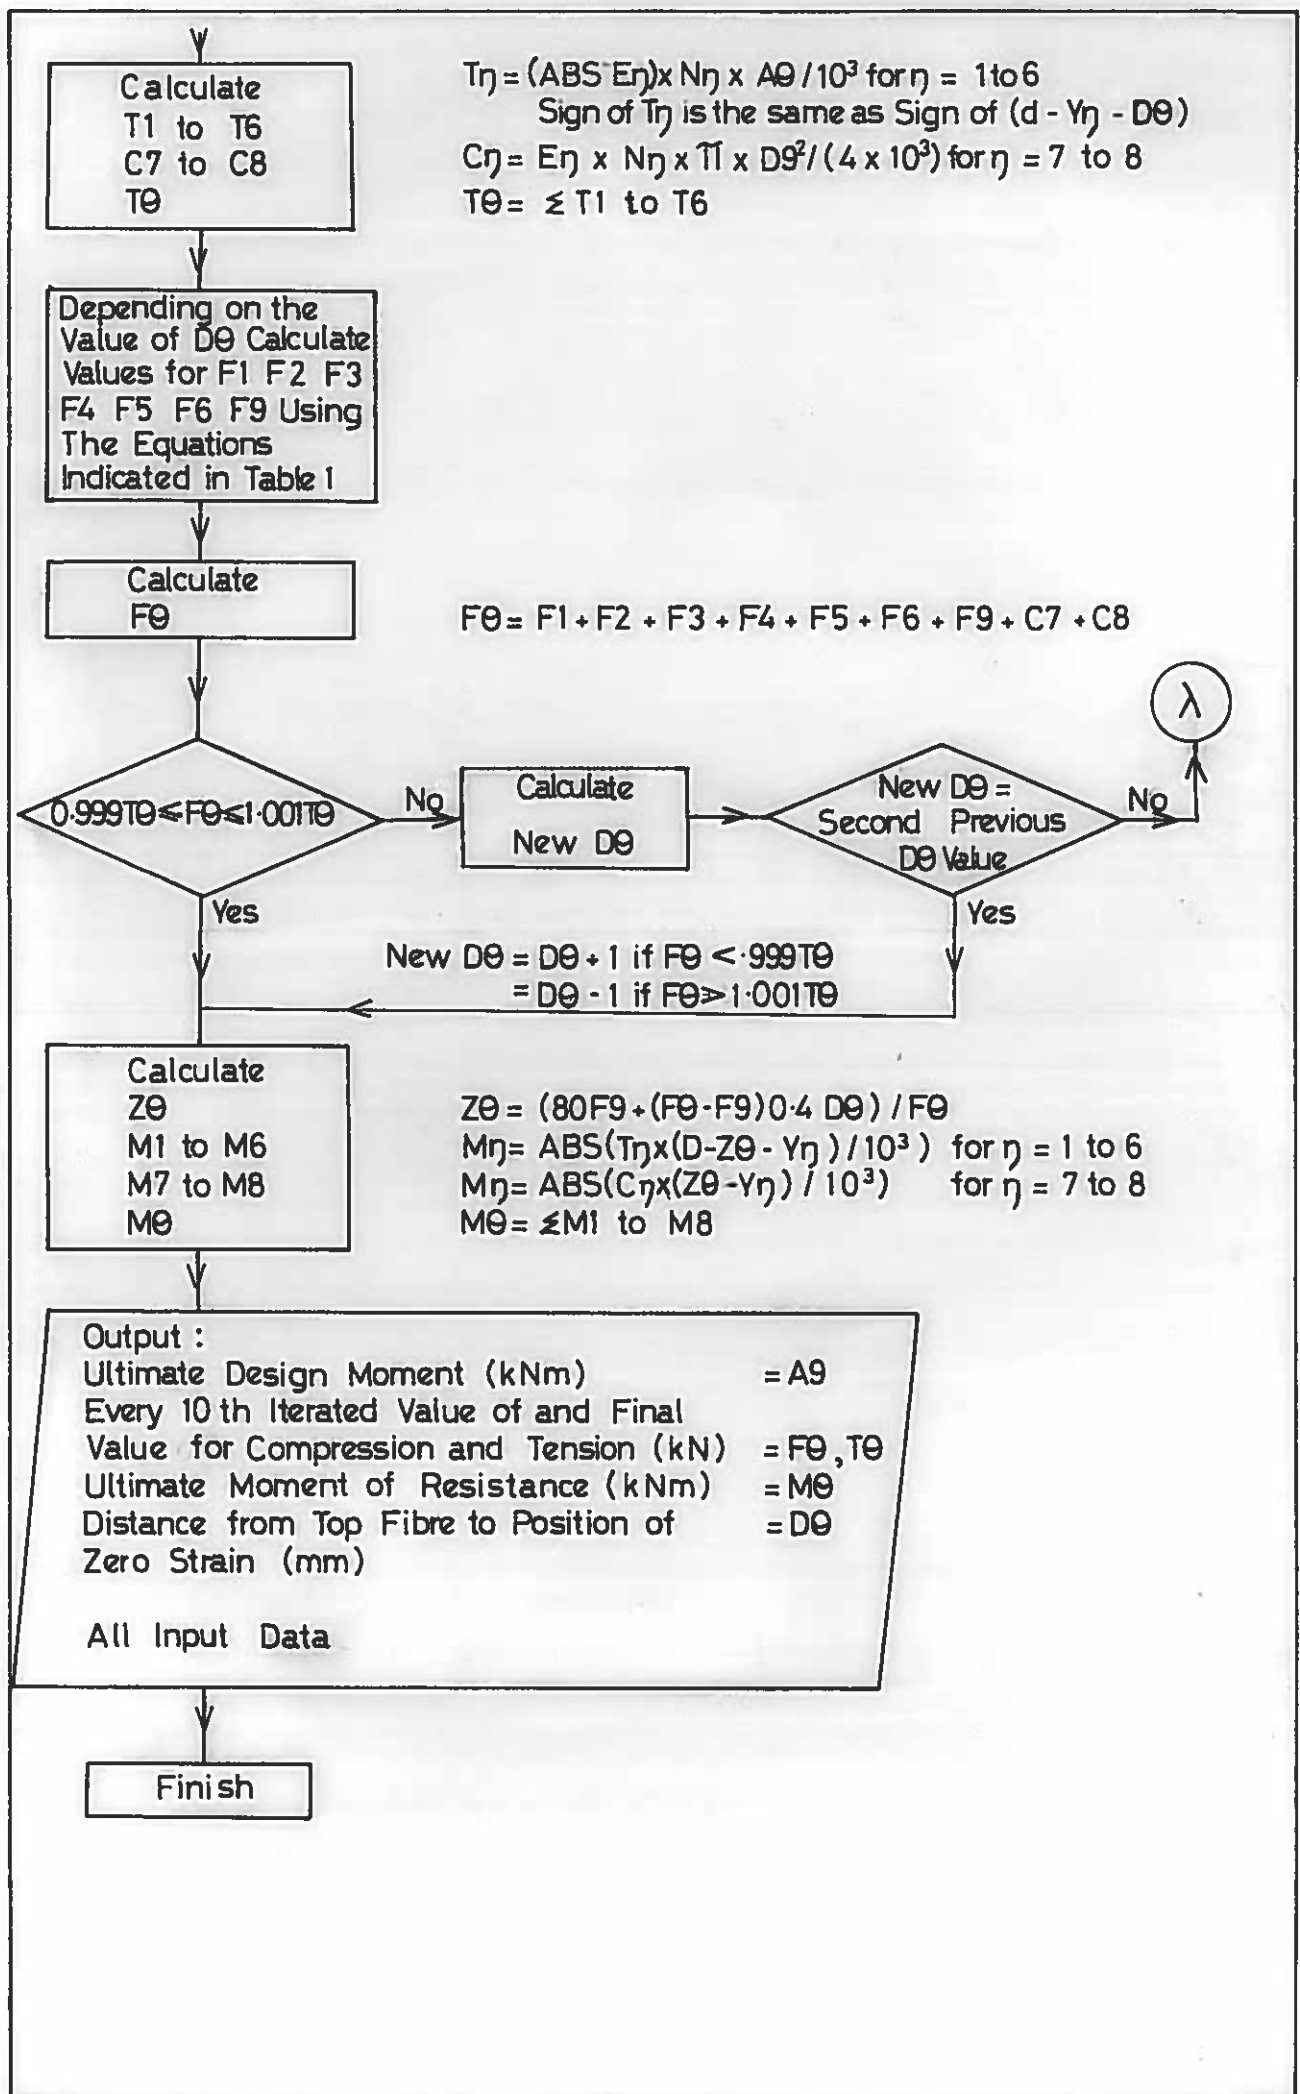 Calculate
T1 to T6
C7 to C8
TΘ
Tη = (ABS Eη) x Nη x AΘ / 10³ for η = 1 to 6
Sign of Tη is the same as Sign of (d - Yη - DΘ)
Cη = Eη x Nη x π x D9² / (4 x 10³) for η = 7 to 8
TΘ = ≤ T1 to T6
Depending on the
Value of DΘ Calculate
Values for F1 F2 F3
F4 F5 F6 F9 Using
The Equations
Indicated in Table 1
Calculate
FΘ
FΘ = F1 + F2 + F3 + F4 + F5 + F6 + F9 + C7 + C8
λ
0·999TΘ ≤ FΘ ≤ 1·001TΘ
No
Calculate
New DΘ
New DΘ =
Second Previous
DΘ Value
No
Yes
Yes
New DΘ = DΘ + 1 if FΘ < ·999TΘ
= DΘ - 1 if FΘ > 1·001TΘ
Calculate
ZΘ
M1 to M6
M7 to M8
MΘ
ZΘ = (80F9 + (FΘ - F9) 0·4 DΘ) / FΘ
Mη = ABS(Tη x (D - ZΘ - Yη) / 10³) for η = 1 to 6
Mη = ABS(Cη x (ZΘ - Yη) / 10³) for η = 7 to 8
MΘ = ≤ M1 to M8
Output :
Ultimate Design Moment (kNm) = A9
Every 10 th Iterated Value of and Final
Value for Compression and Tension (kN) = FΘ, TΘ
Ultimate Moment of Resistance (kNm) = MΘ
Distance from Top Fibre to Position of = DΘ
Zero Strain (mm)
All Input Data
Finish